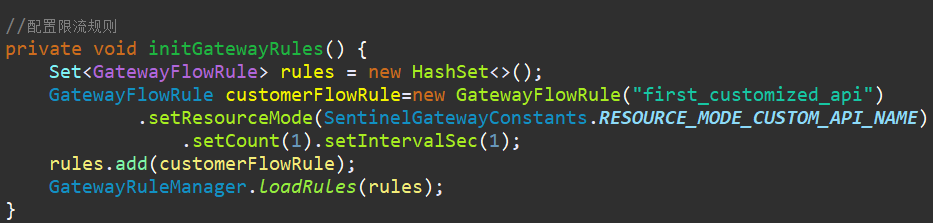 //配置限流规则
private void initGatewayRules() {
Set<GatewayFlowRule> rules = new HashSet<>();
GatewayFlowRule customerFlowRule=new GatewayFlowRule("first_customized_api")
.setResourceMode(SentinelGatewayConstants.RESOURCE_MODE_CUSTOM_API_NAME)
.setCount(1).setIntervalSec(1);
rules.add(customerFlowRule);
GatewayRuleManager.loadRules(rules);
}